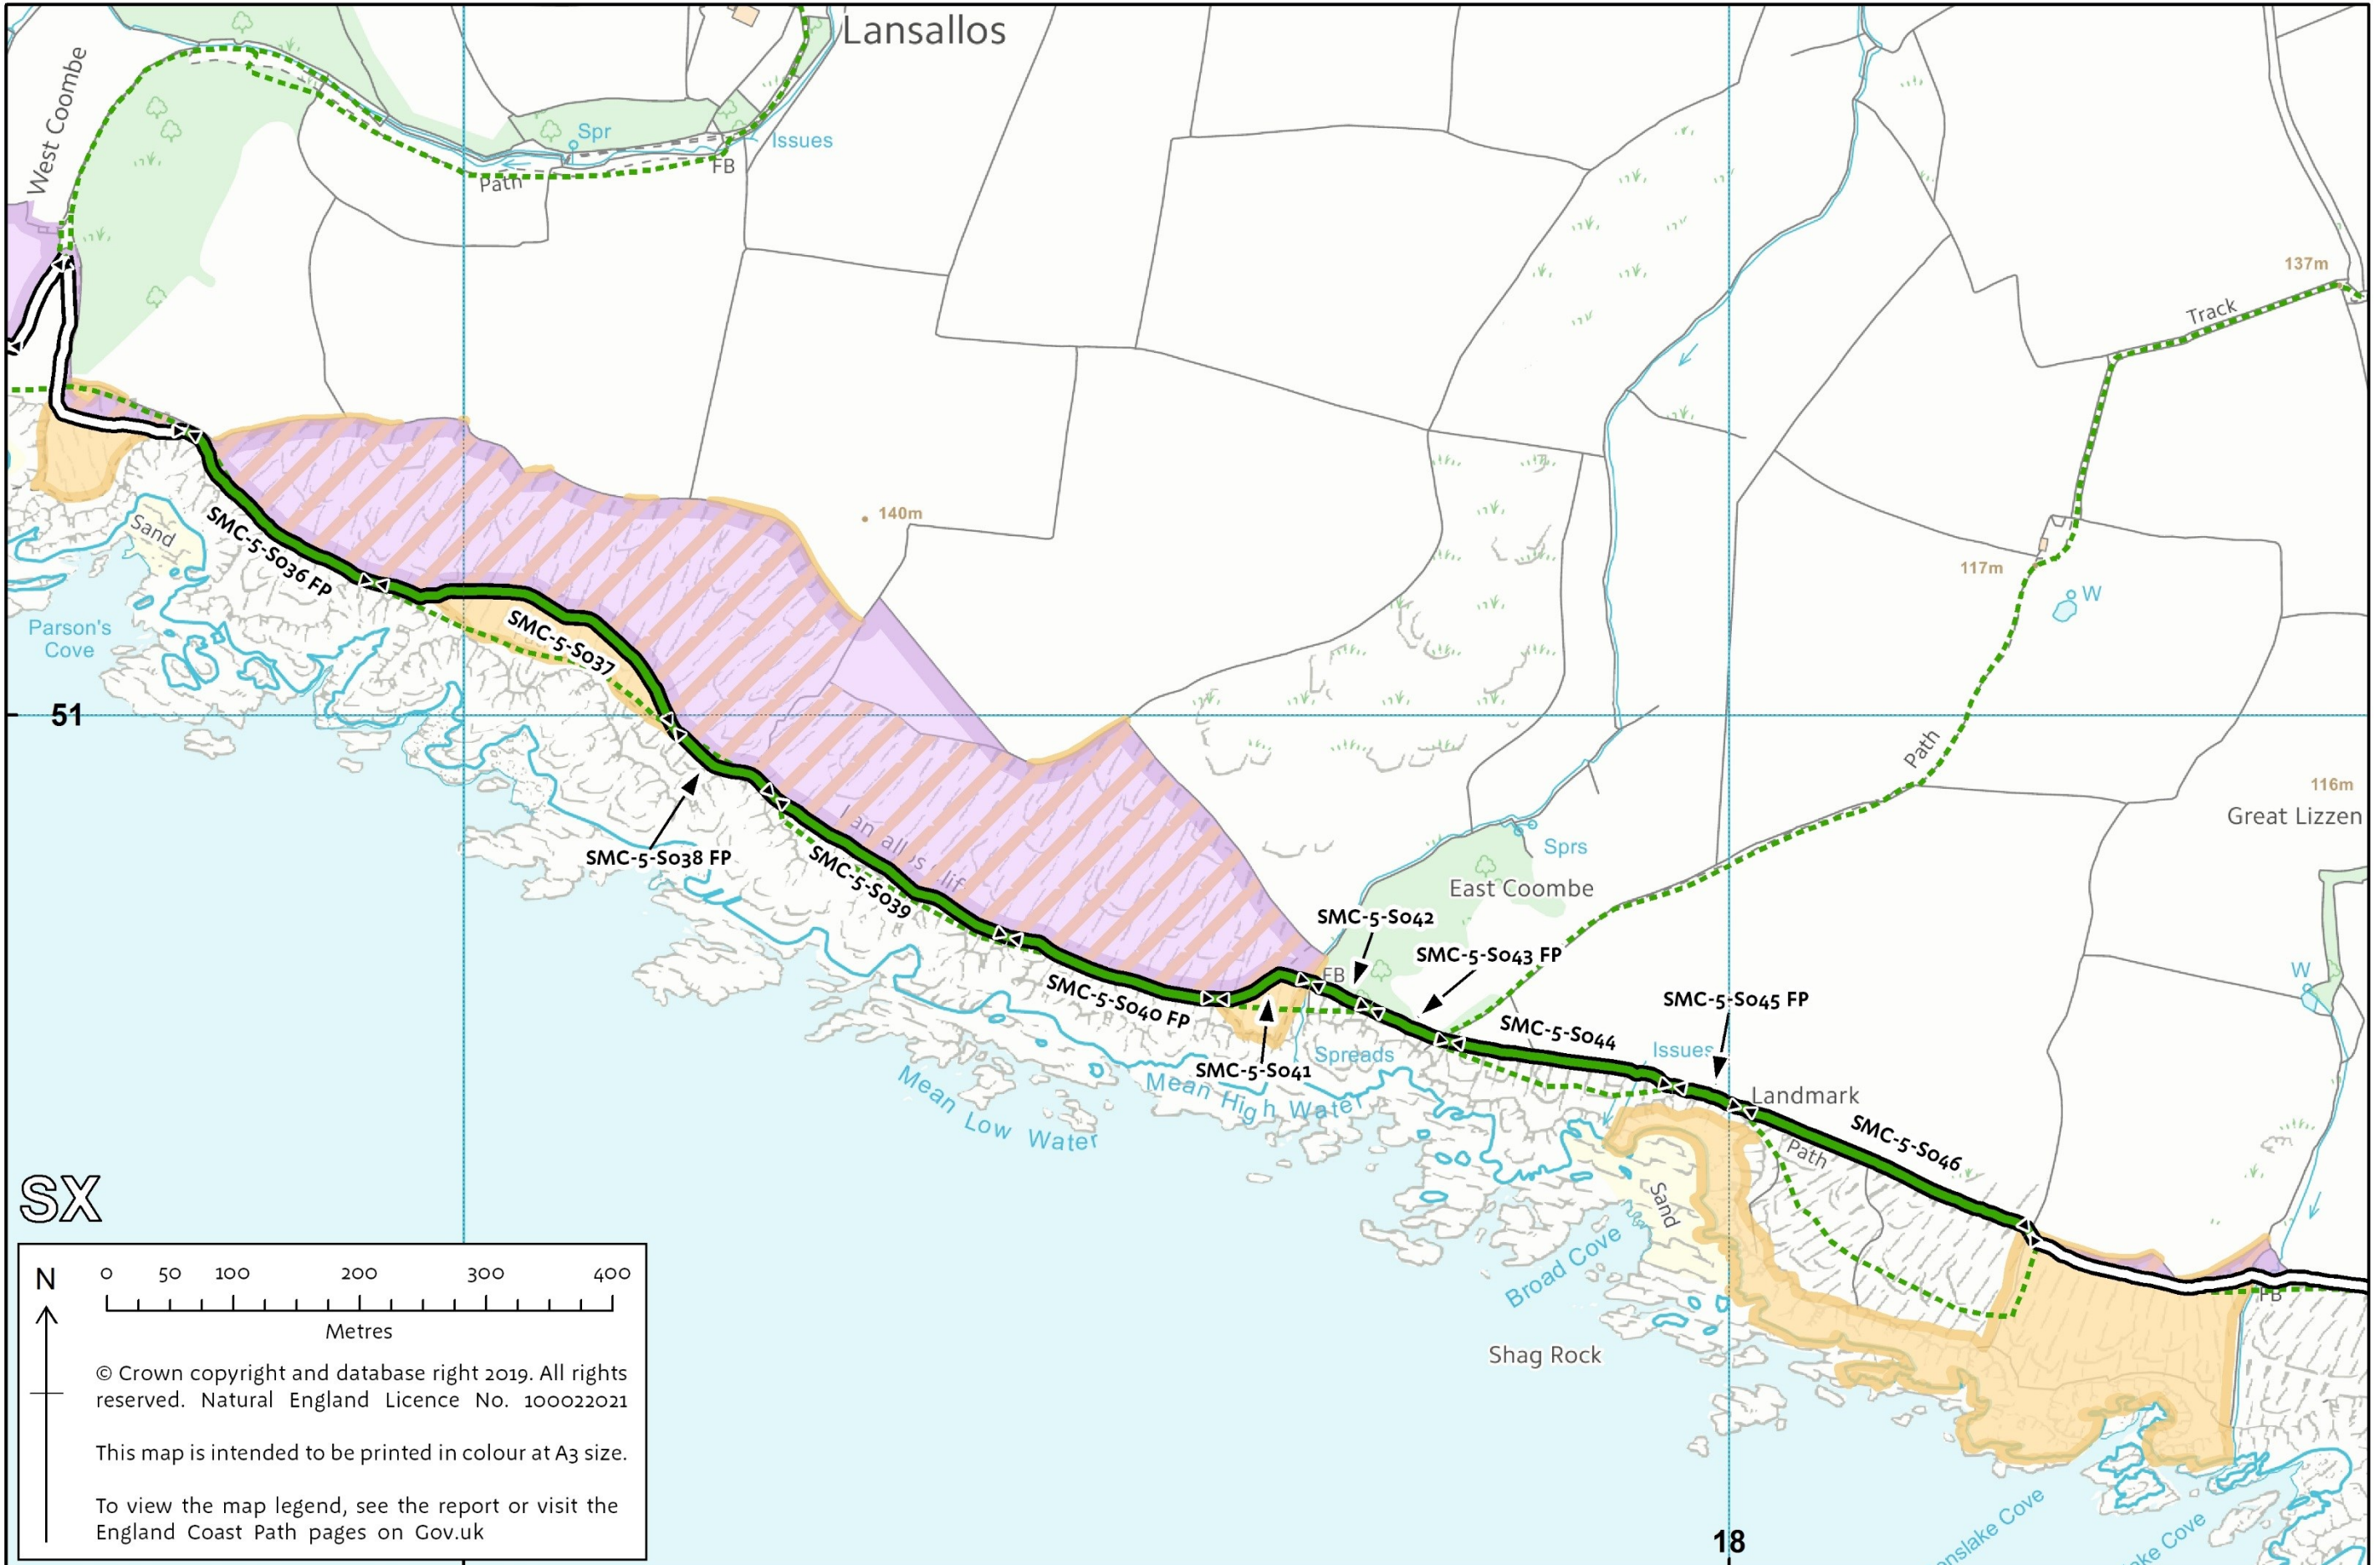 Lansallos
West Coombe
Spr
Issues
Path
FB
137m
Track
140m
Sand
SMC-5-S036 FP
117m
W
Parson's
Cove
SMC-5-S037
51
Path
116m
Great Lizzen
SMC-5-S038 FP
SMC-5-S039
Sprs
East Coombe
SMC-5-S042
SMC-5-S043 FP
FB
W
SMC-5-S040 FP
SMC-5-S045 FP
SMC-5-S044
Spreads
Issues
SMC-5-S041
Mean High Water
Mean Low Water
Landmark
SMC-5-S046
Path
SX
Sand
Broad Cove
FB
Shag Rock
N
0 50 100 200 300 400
Metres
© Crown copyright and database right 2019. All rights
reserved. Natural England Licence No. 100022021
This map is intended to be printed in colour at A3 size.
To view the map legend, see the report or visit the
England Coast Path pages on Gov.uk
18
Cove
Cove